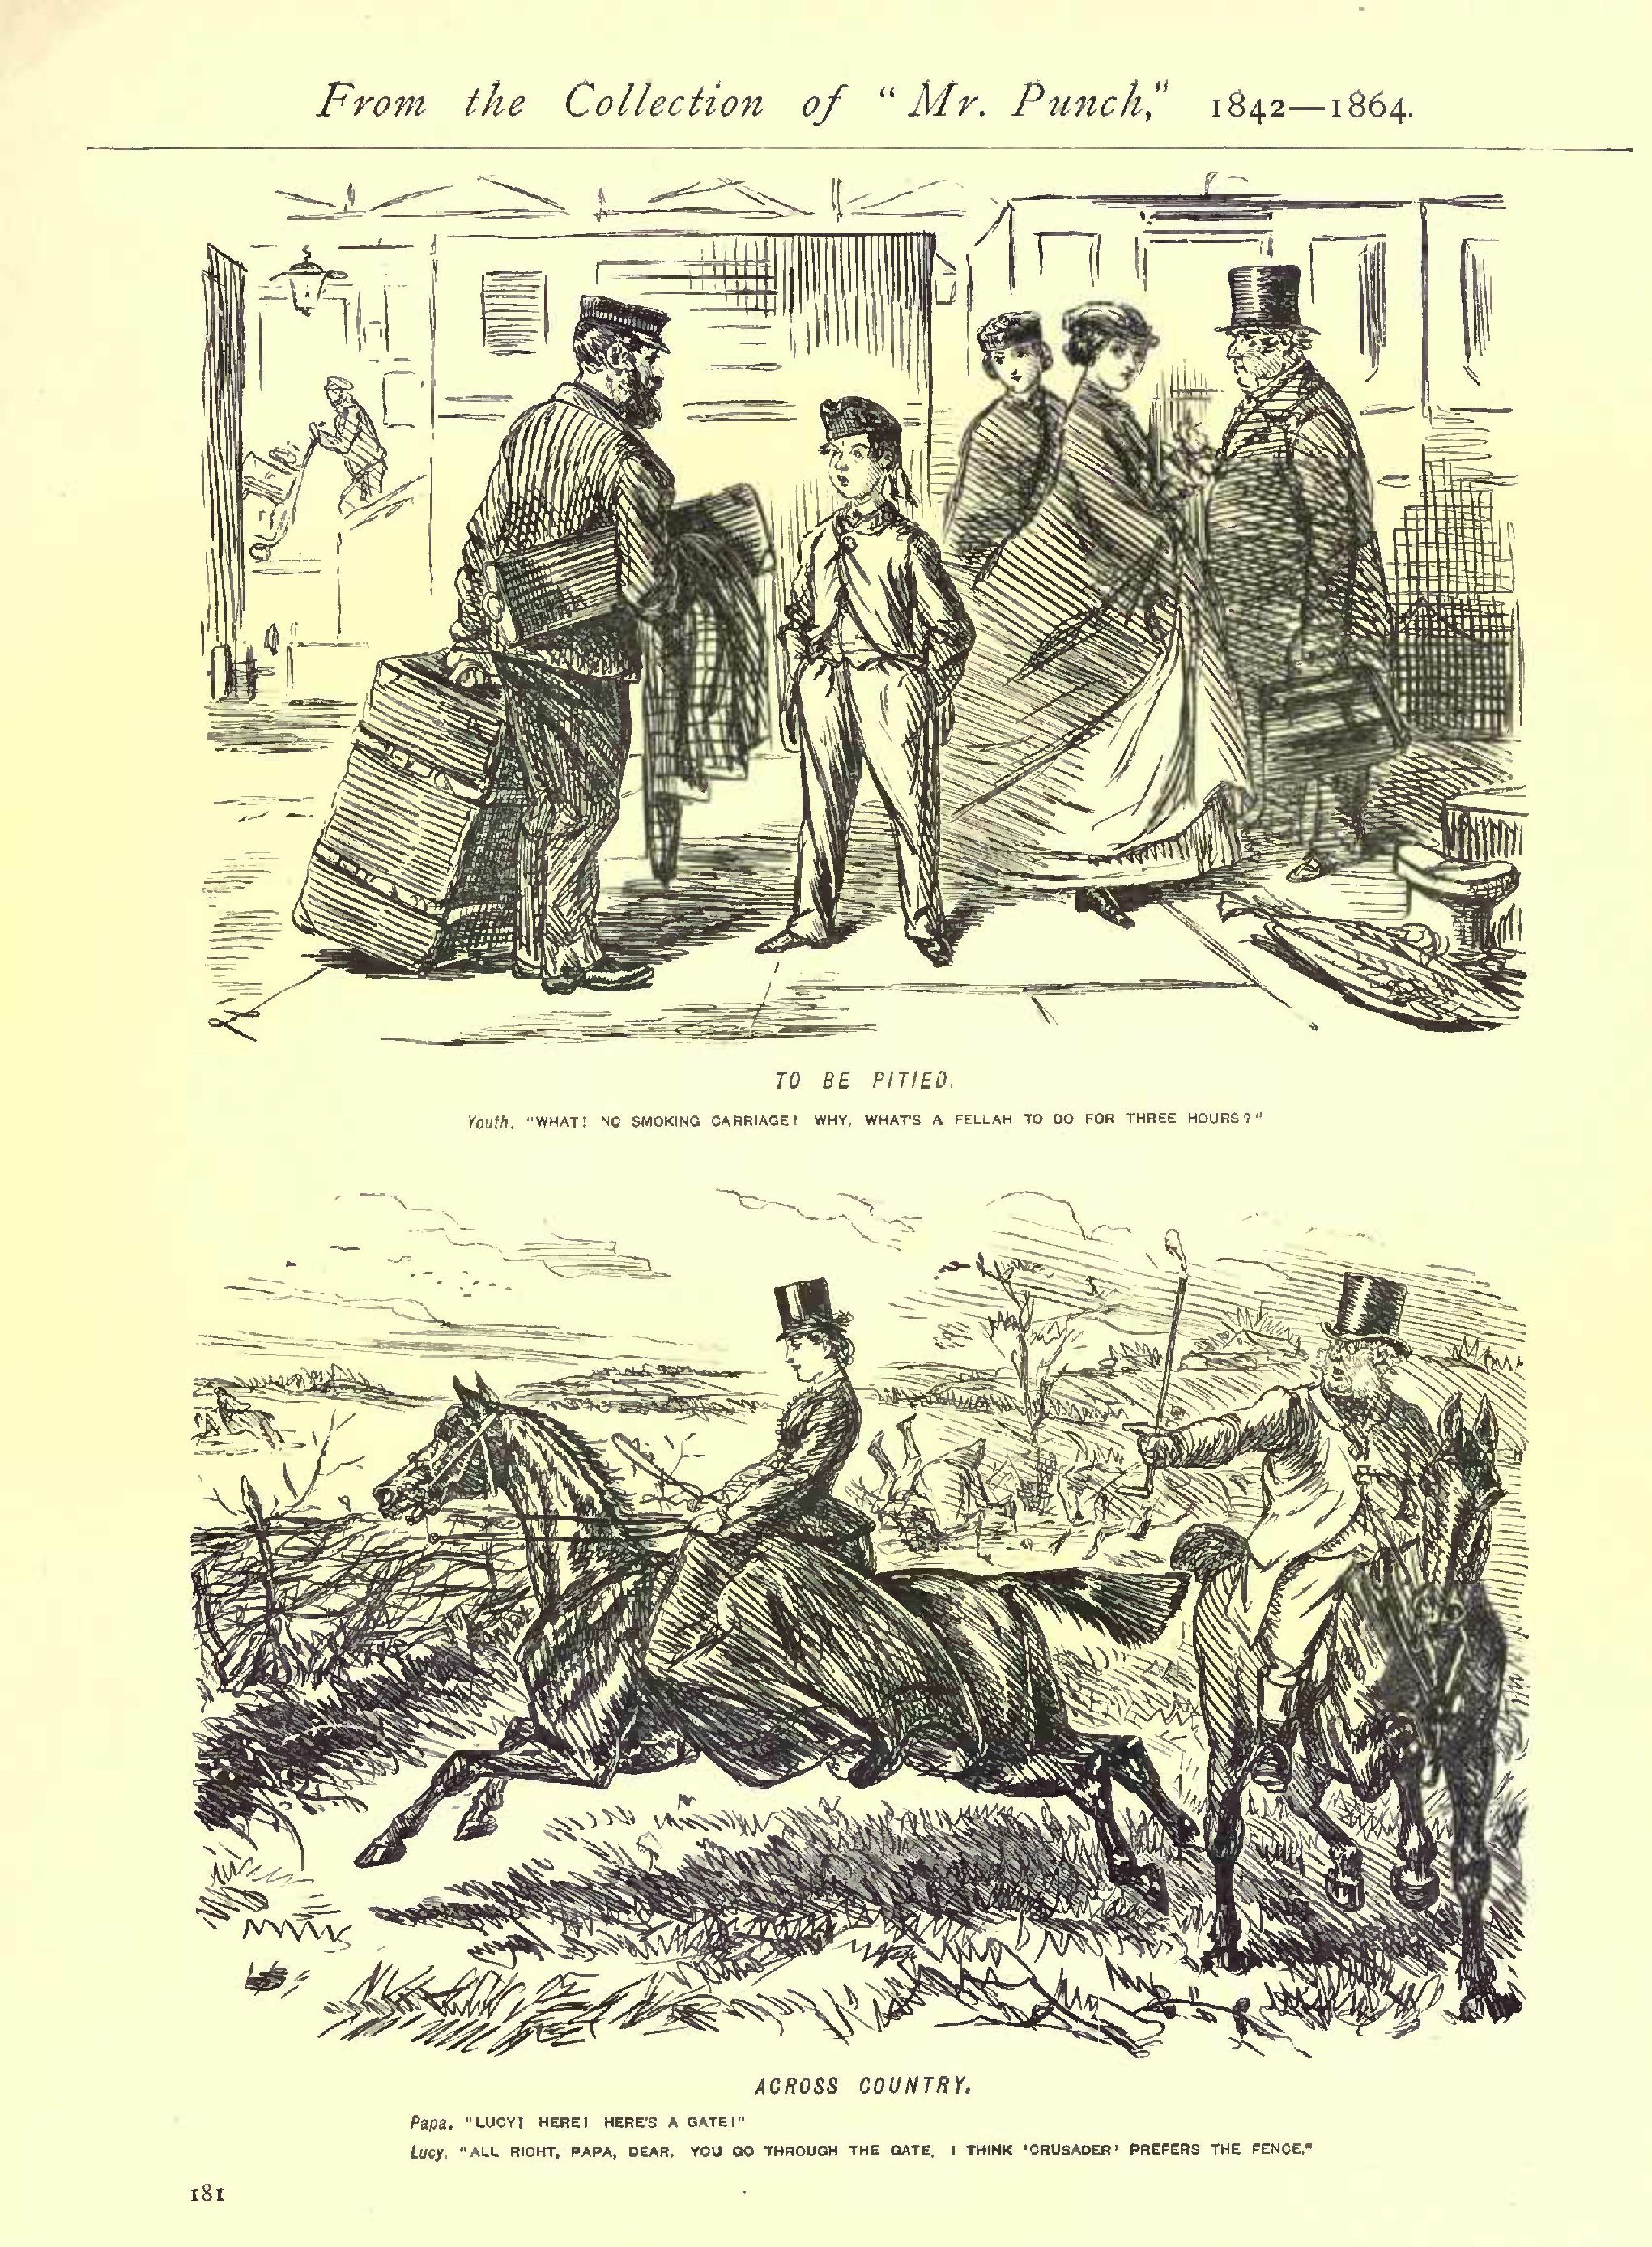 From the Collection of "Mr. Punch," 1842—1864.
TO BE PITIED.
Youth. "WHAT! NO SMOKING CARRIAGE! WHY, WHAT'S A FELLAH TO DO FOR THREE HOURS?"
ACROSS COUNTRY.
Papa. "LUCY! HERE! HERE'S A GATE!"
Lucy. "ALL RIGHT, PAPA, DEAR. YOU GO THROUGH THE GATE, I THINK 'CRUSADER' PREFERS THE FENCE."
181